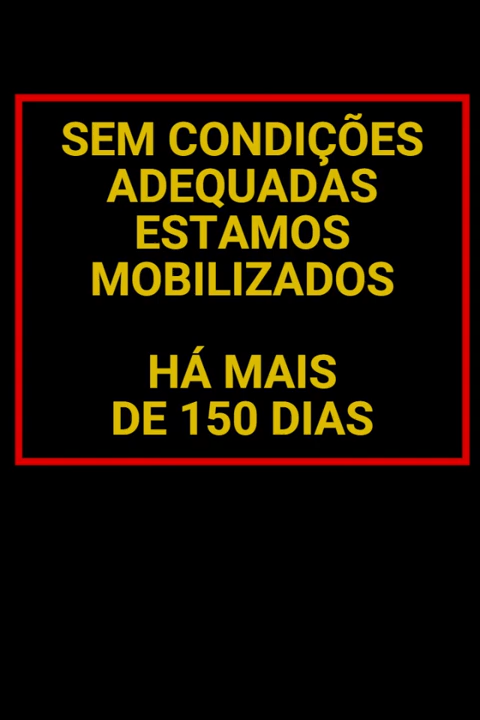 SEM CONDIÇÕES
ADEQUADAS
ESTAMOS
MOBILIZADOS
HÁ MAIS
DE 150 DIAS